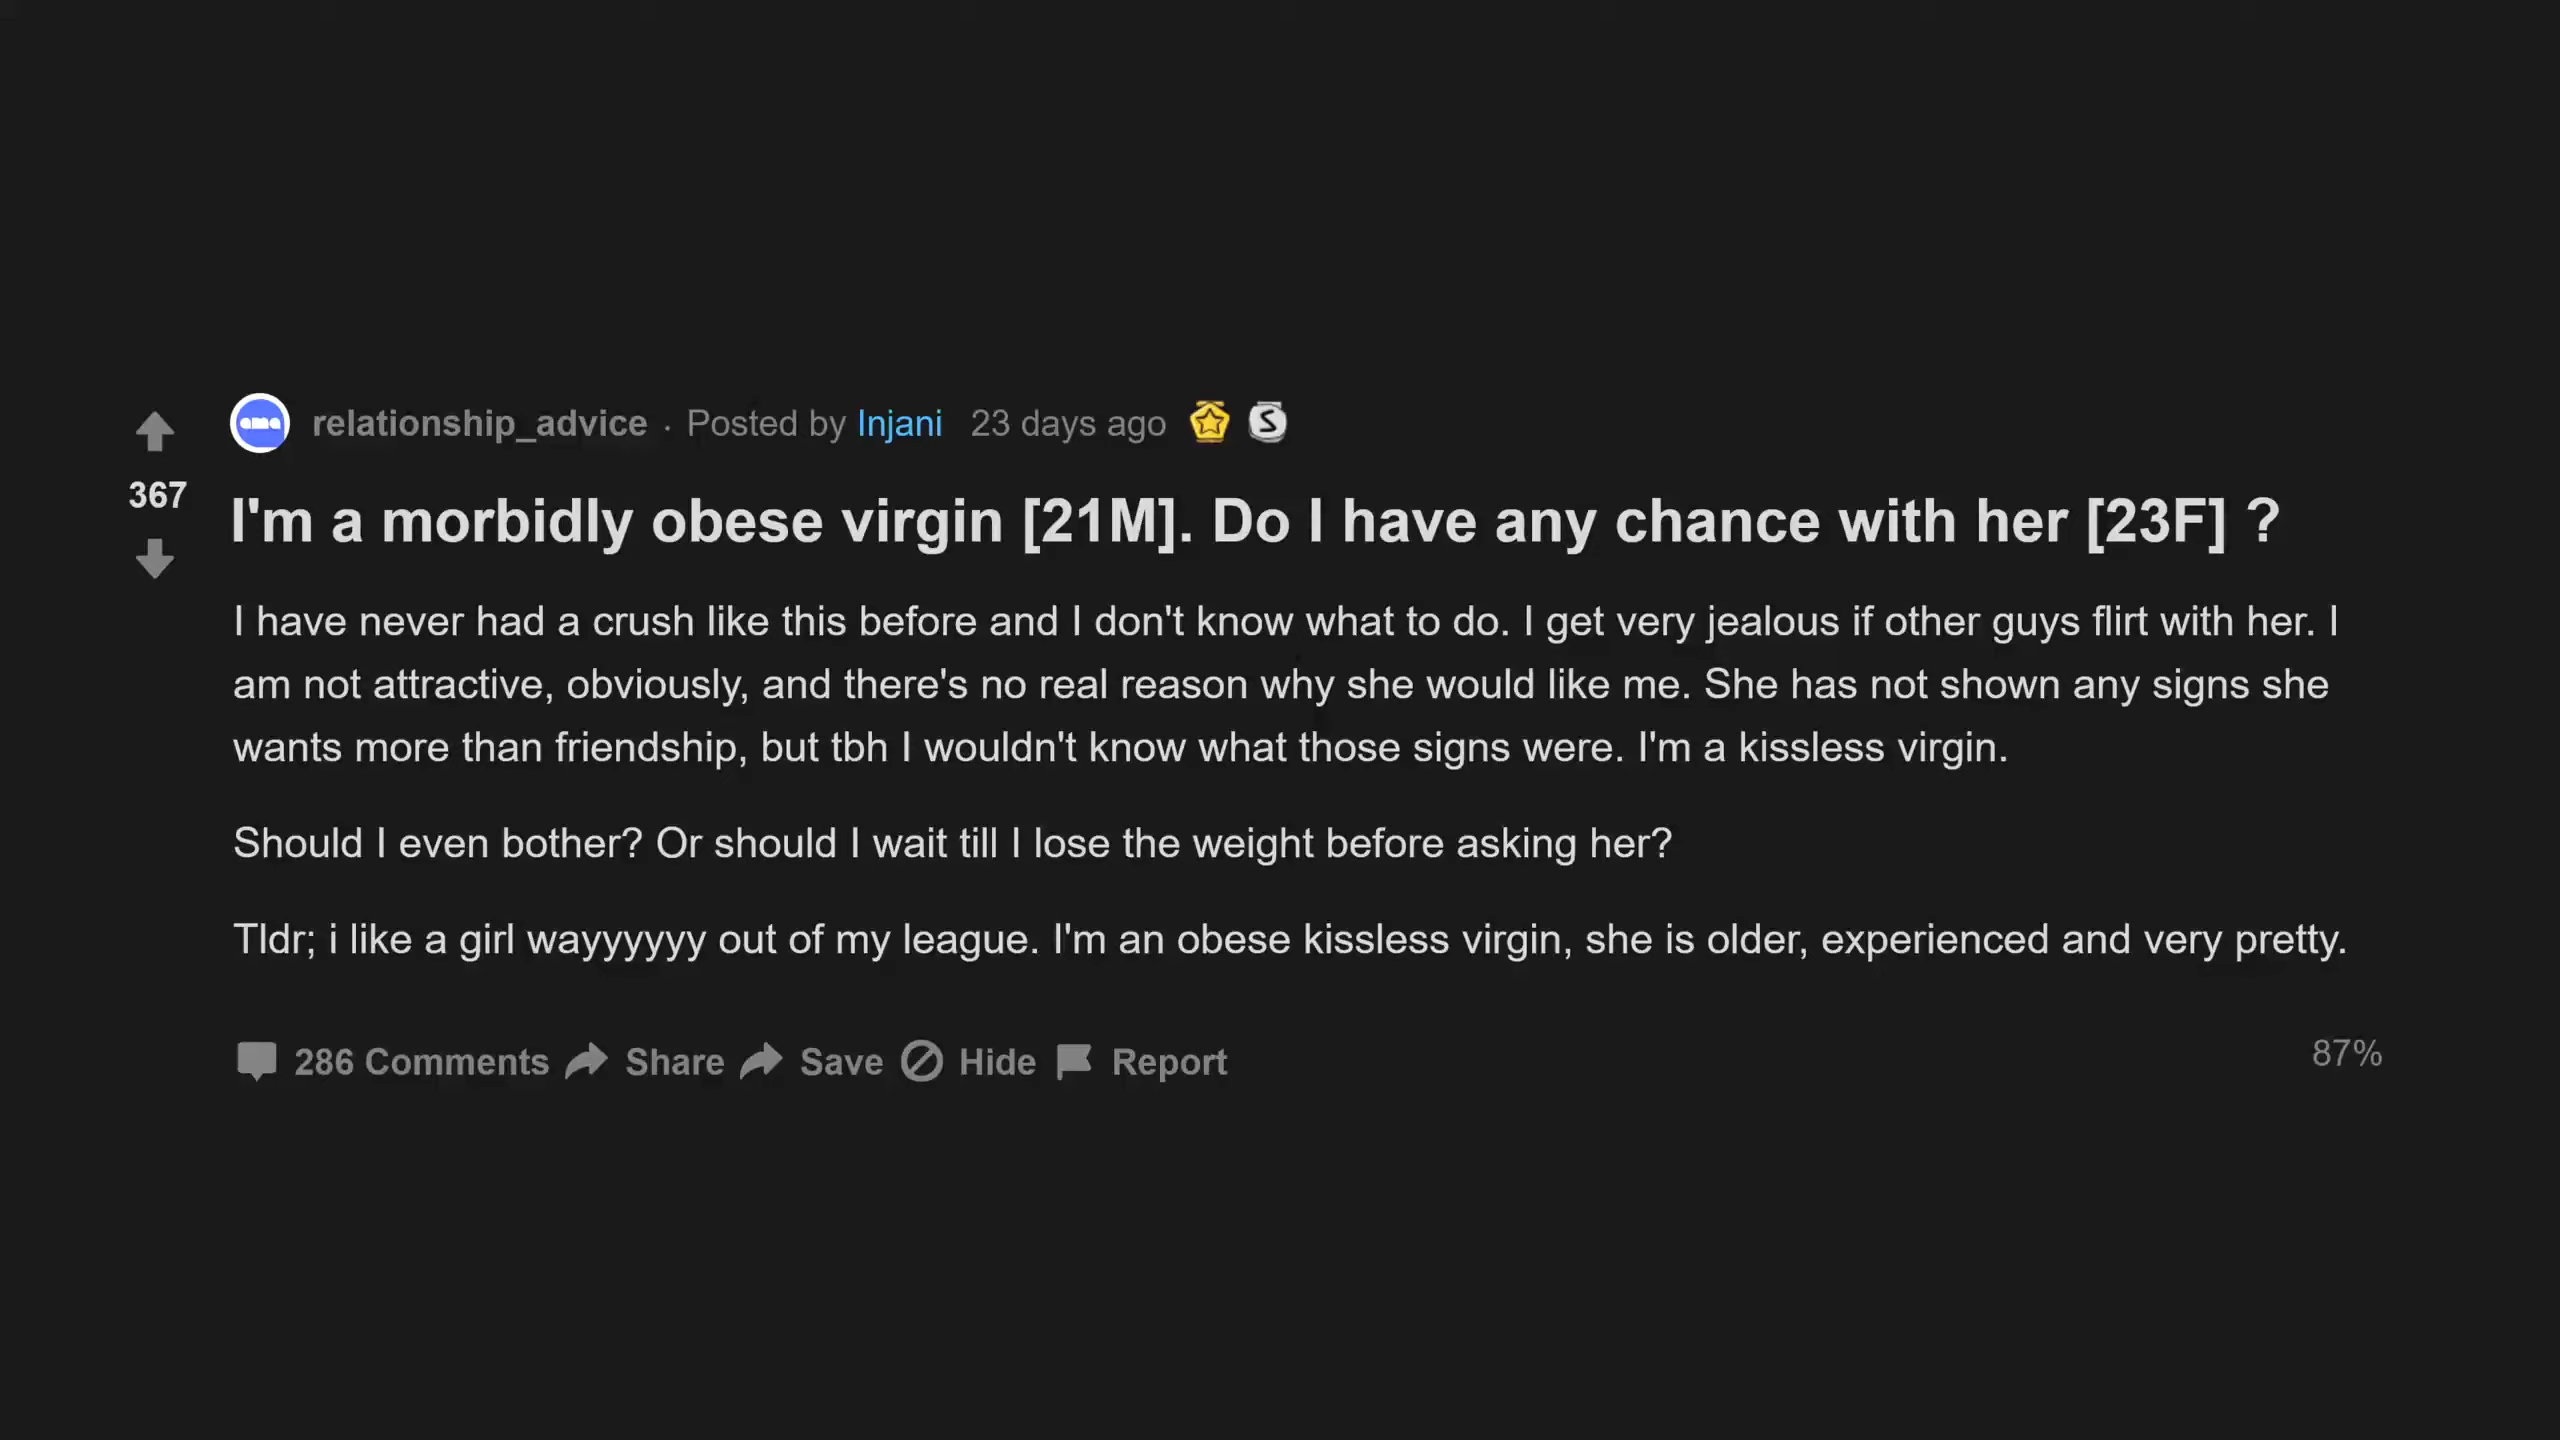 relationship_advice · Posted by Injani 23 days ago
367
I'm a morbidly obese virgin [21M]. Do I have any chance with her [23F] ?
I have never had a crush like this before and I don't know what to do. I get very jealous if other guys flirt with her. I
am not attractive, obviously, and there's no real reason why she would like me. She has not shown any signs she
wants more than friendship, but tbh I wouldn't know what those signs were. I'm a kissless virgin.
Should I even bother? Or should I wait till I lose the weight before asking her?
Tldr; i like a girl wayyyyyy out of my league. I'm an obese kissless virgin, she is older, experienced and very pretty.
286 Comments Share Save Hide Report 87%